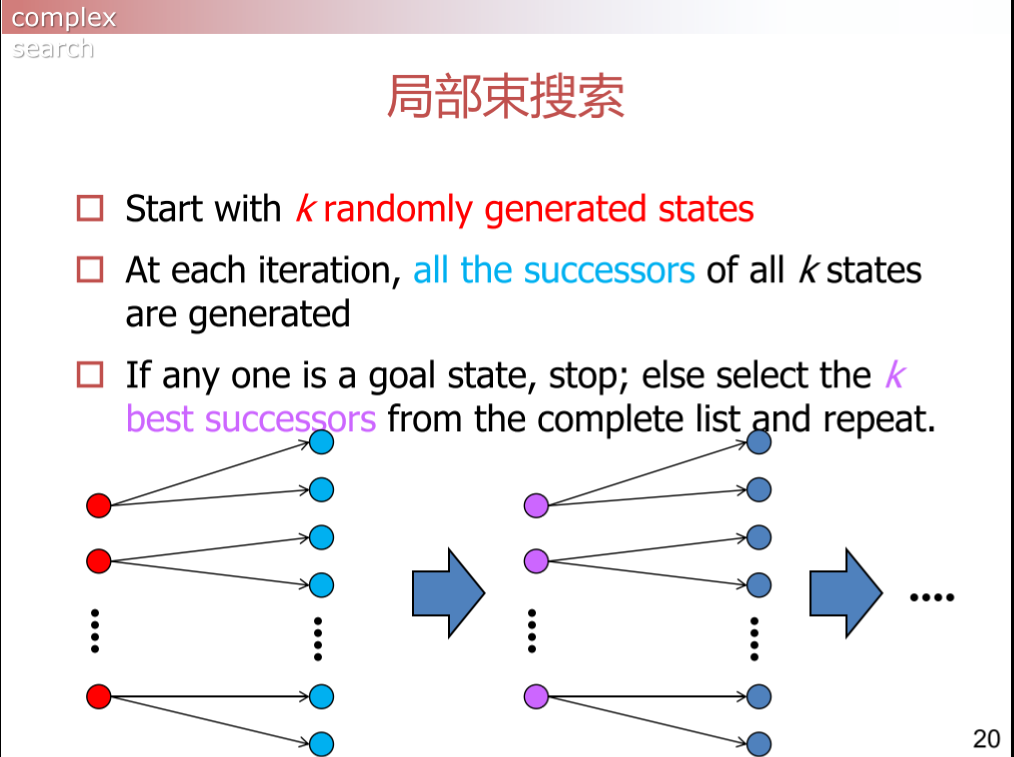 complex
search
局部束搜索
Start with k randomly generated states
At each iteration, all the successors of all k states
are generated
If any one is a goal state, stop; else select the k
best successors from the complete list and repeat.
....
20